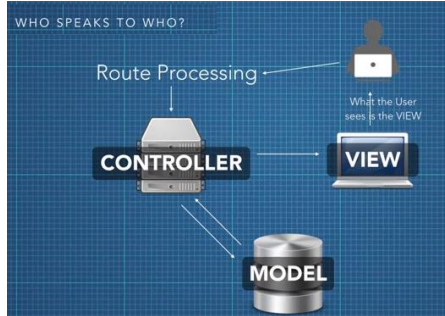 WHO SPEAKS TO WHO?
Route Processing
What the User
sees is the VIEW
CONTROLLER
VIEW
MODEL